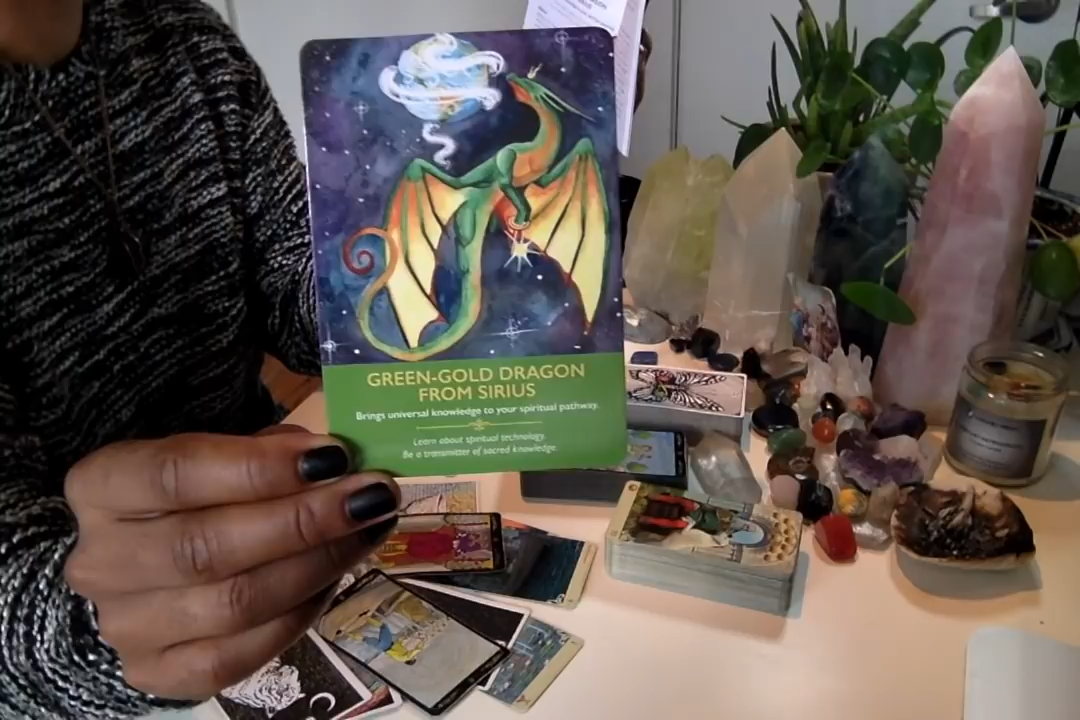 GREEN-GOLD DRAGON
FROM SIRIUS
Brings universal knowledge to your spiritual pathway.
Learn about spiritual technology.
Be a transmitter of sacred knowledge.